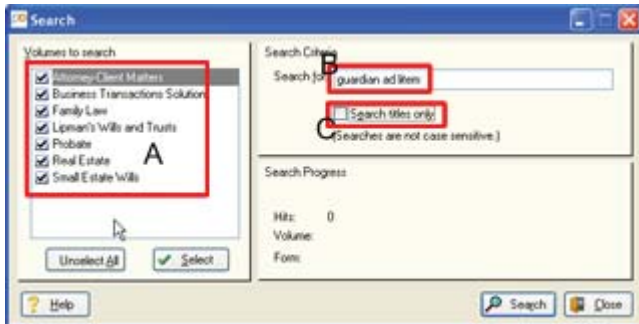 Search
Volumes to search
Attorney-Client Matters
Business Transactions Solution
Family Law
Lipman's Wills and Trusts
Probate
Real Estate
Small Estate Wills
A
Unselect All
Select
Search Criteria
B
Search for
guardian ad litem
C
Search titles only
(Searches are not case sensitive.)
Search Progress
Hits: 0
Volume:
Form:
Help
Search
Close